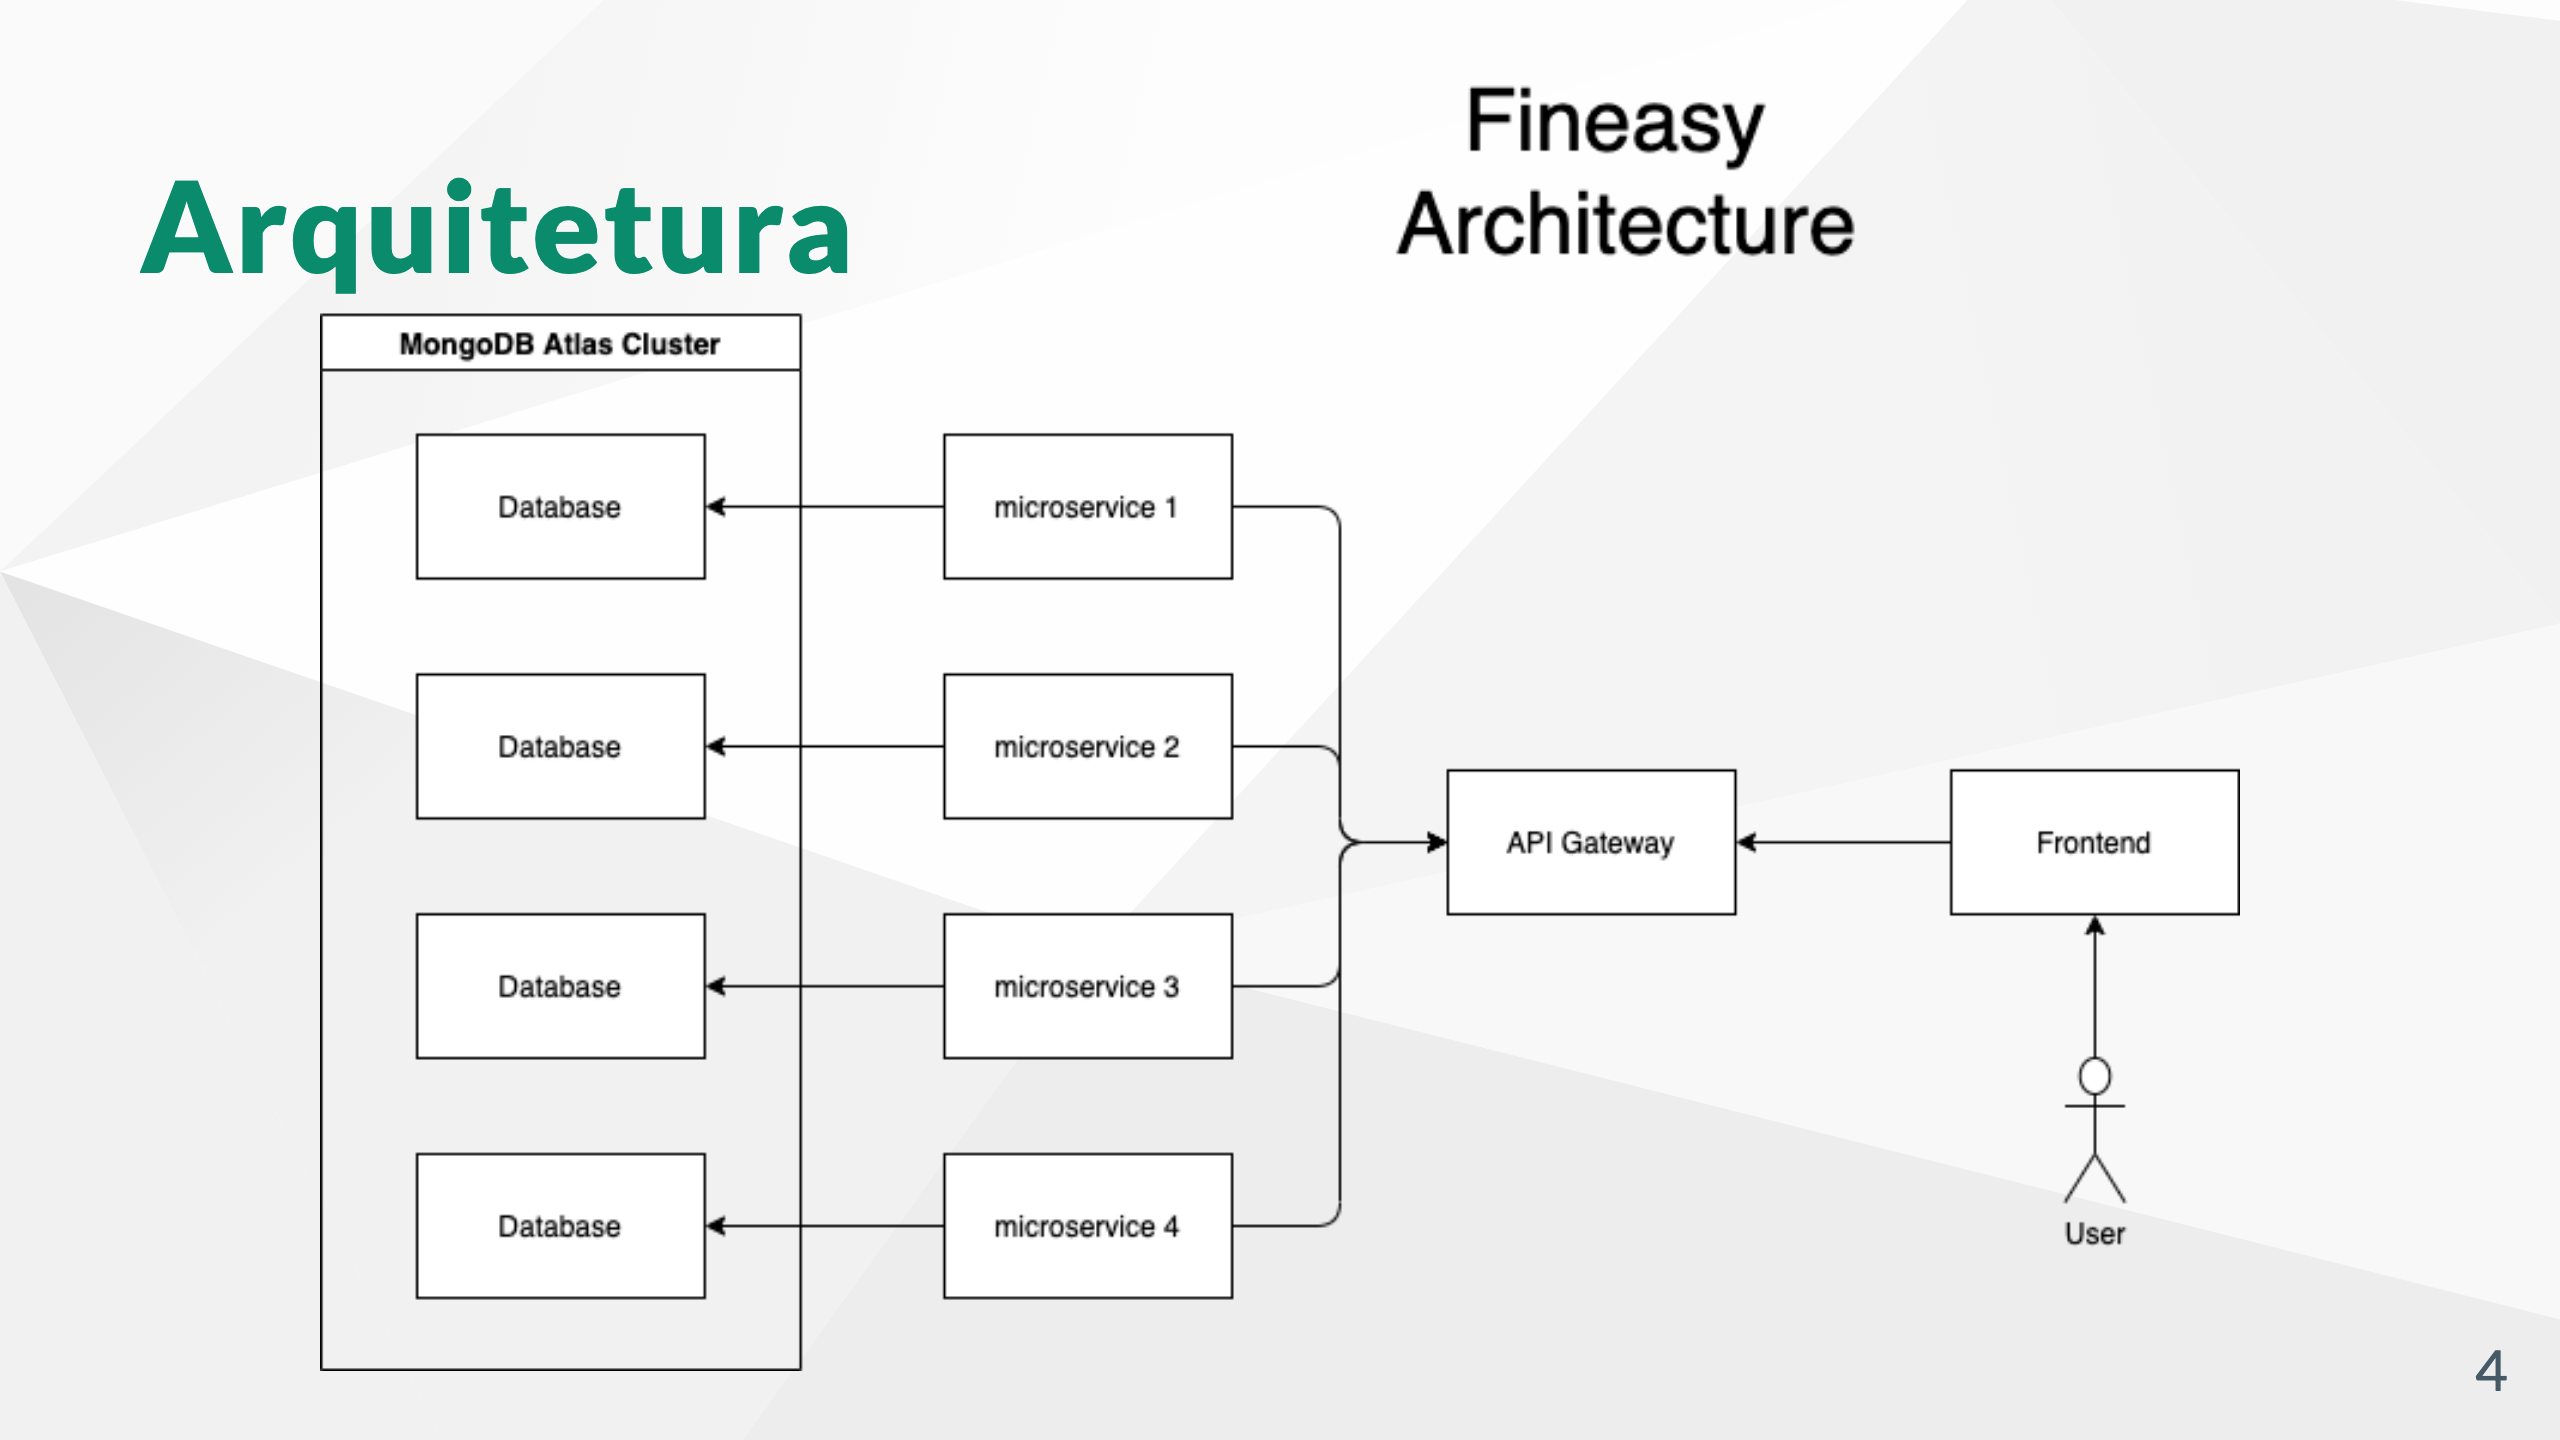 Arquitetura
Fineasy
Architecture
MongoDB Atlas Cluster
Database
microservice 1
Database
microservice 2
API Gateway
Frontend
Database
microservice 3
Database
microservice 4
User
4